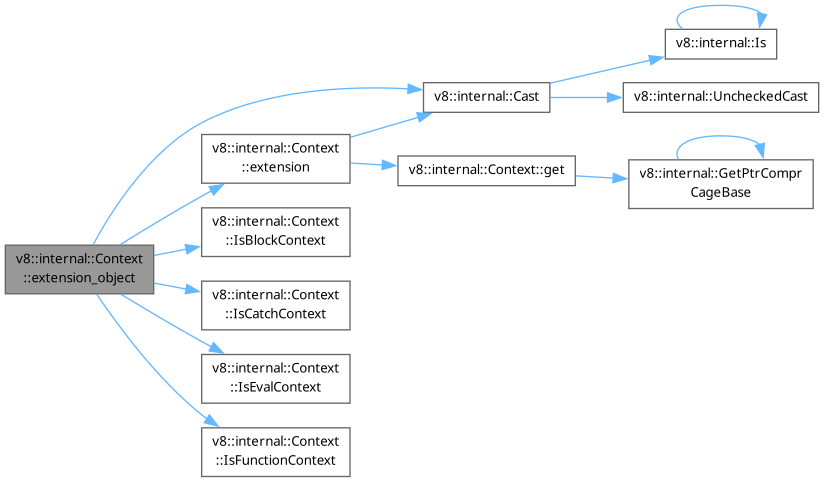 v8::internal::Is
v8::internal::Cast
v8::internal::UncheckedCast
v8::internal::Context
::extension
v8::internal::Context::get
v8::internal::GetPtrCompr
CageBase
v8::internal::Context
::IsBlockContext
v8::internal::Context
::extension_object
v8::internal::Context
::IsCatchContext
v8::internal::Context
::IsEvalContext
v8::internal::Context
::IsFunctionContext